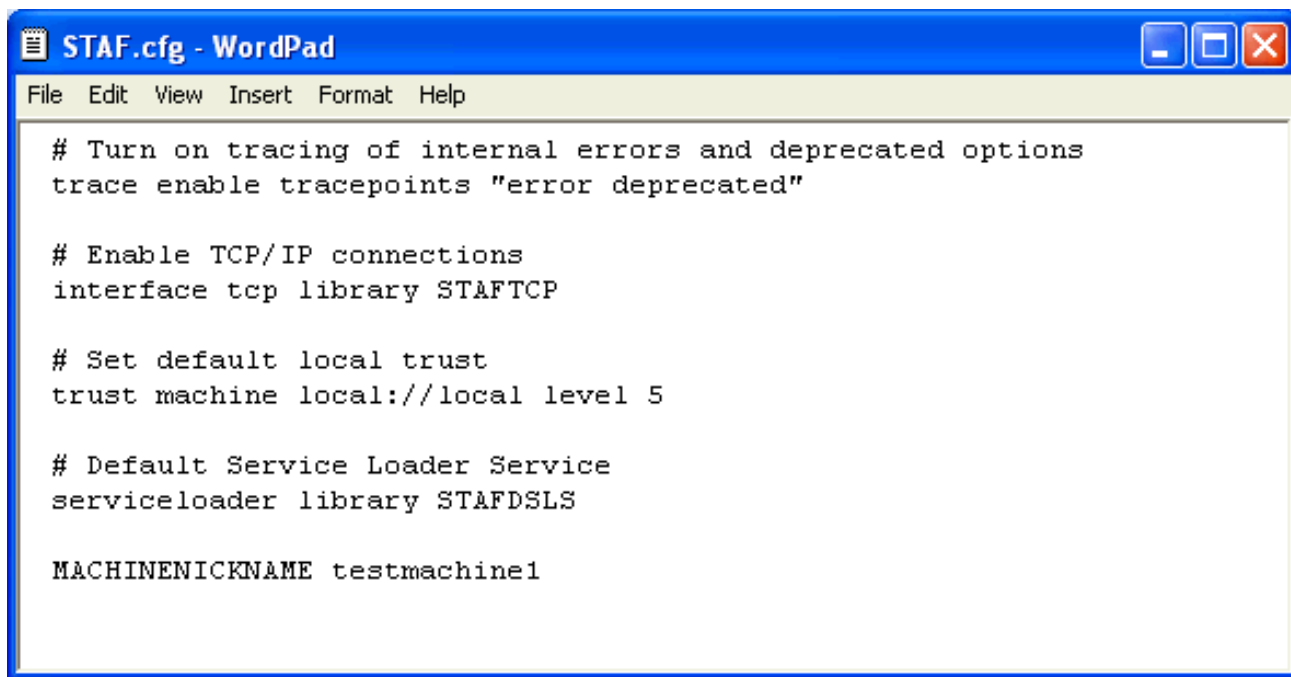 STAF.cfg - WordPad
File Edit View Insert Format Help
# Turn on tracing of internal errors and deprecated options
trace enable tracepoints "error deprecated"
# Enable TCP/IP connections
interface tcp library STAFTCP
# Set default local trust
trust machine local://local level 5
# Default Service Loader Service
serviceloader library STAFDSLS
MACHINENICKNAME testmachine1